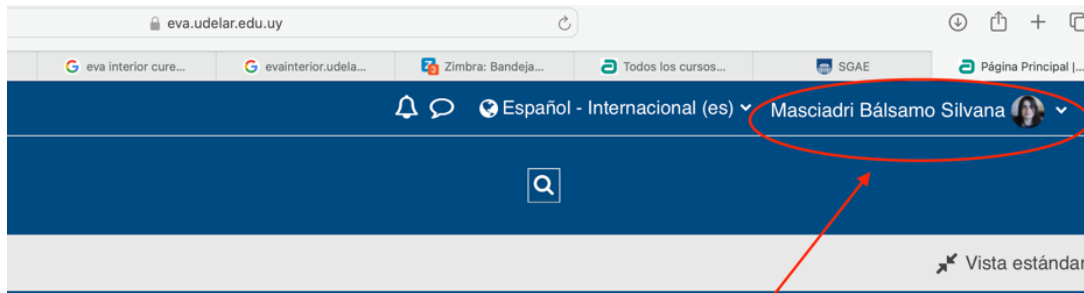 eva.udelar.edu.uy
eva interior cure... evainterior.udela... Zimbra: Bandeja... Todos los cursos... SGAE Página Principal |...
Español - Internacional (es) Masciadri Bálsamo Silvana
Vista estándar